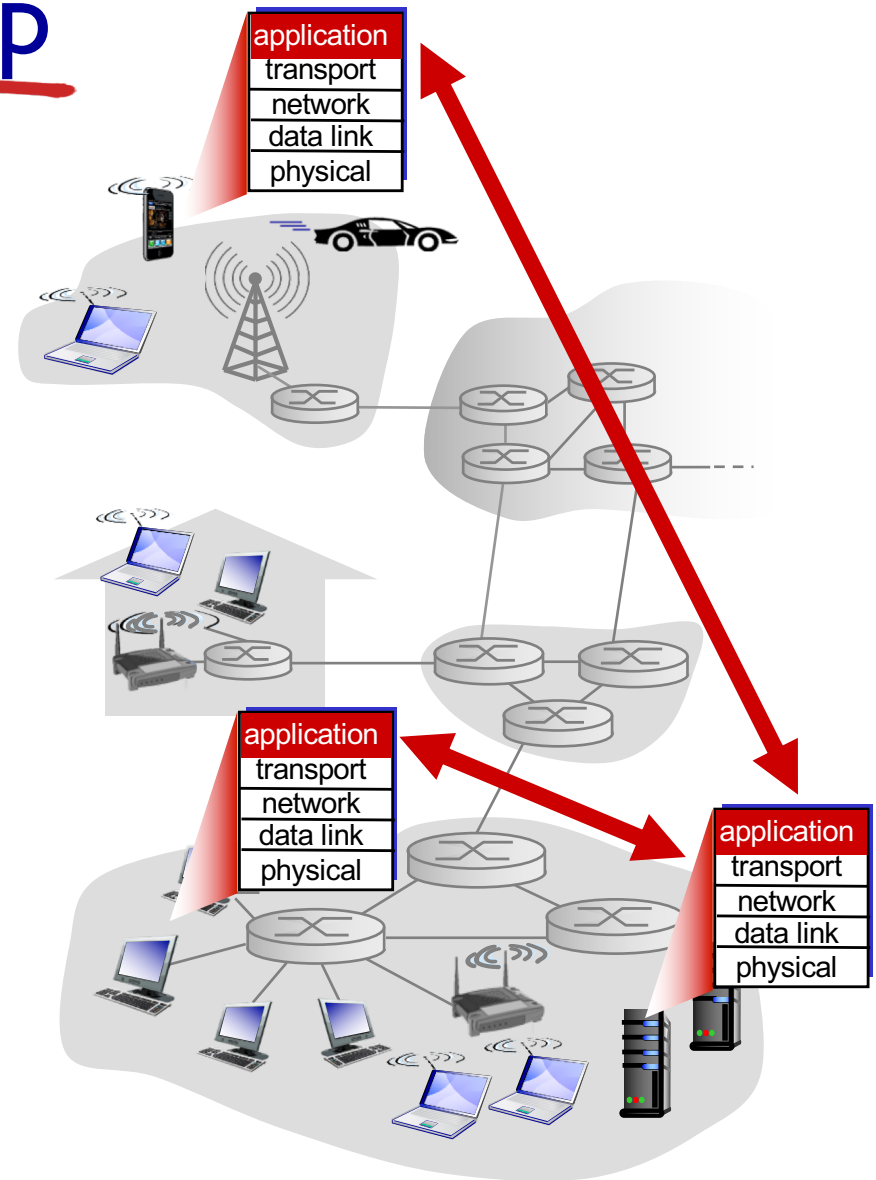 p
application
transport
network
data link
physical
application
transport
network
data link
physical
application
transport
network
data link
physical